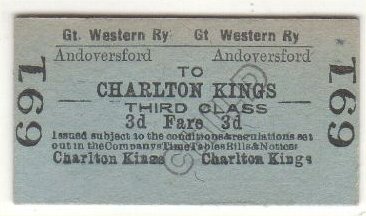 Gt. Western Ry Gt. Western Ry
Andoversford Andoversford
TO
CHARLTON KINGS
THIRD CLASS
3d Fare 3d
Issued subject to the conditions & regulations set
out in the Company's Time Tables Bills & Notices
Charlton Kings Charlton Kings
691
691